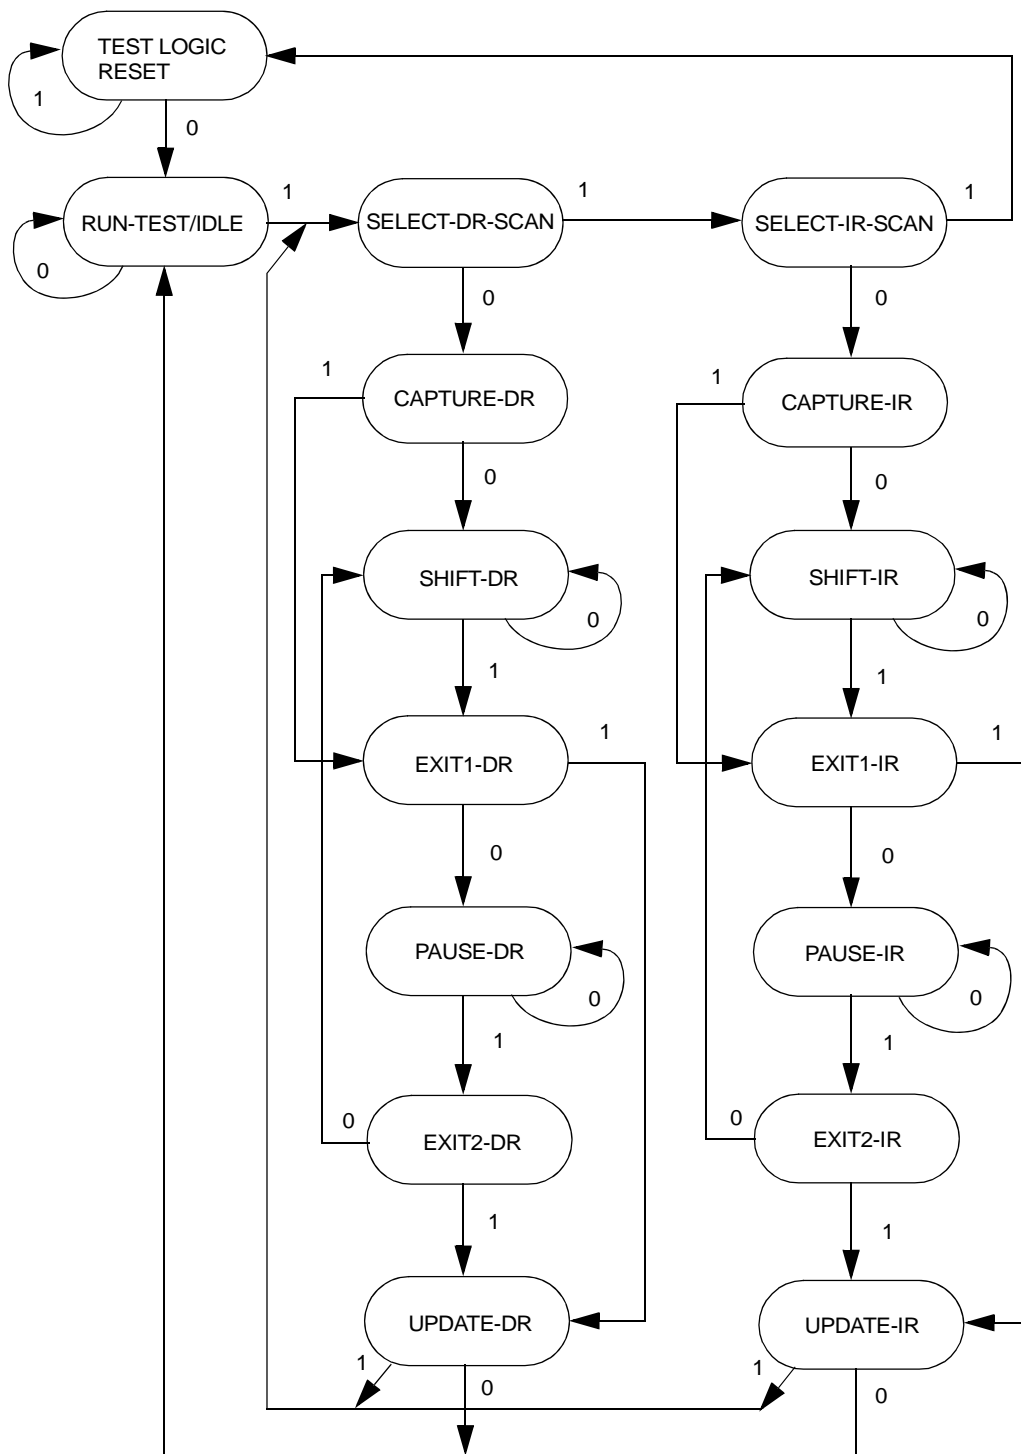 TEST LOGIC
RESET
1
0
RUN-TEST/IDLE
1
SELECT-DR-SCAN
1
SELECT-IR-SCAN
1
0
0
0
1
CAPTURE-DR
1
CAPTURE-IR
0
0
SHIFT-DR
0
SHIFT-IR
0
1
1
EXIT1-DR
1
EXIT1-IR
1
0
0
PAUSE-DR
0
PAUSE-IR
0
1
1
0
EXIT2-DR
0
EXIT2-IR
1
1
UPDATE-DR
UPDATE-IR
1
0
1
0